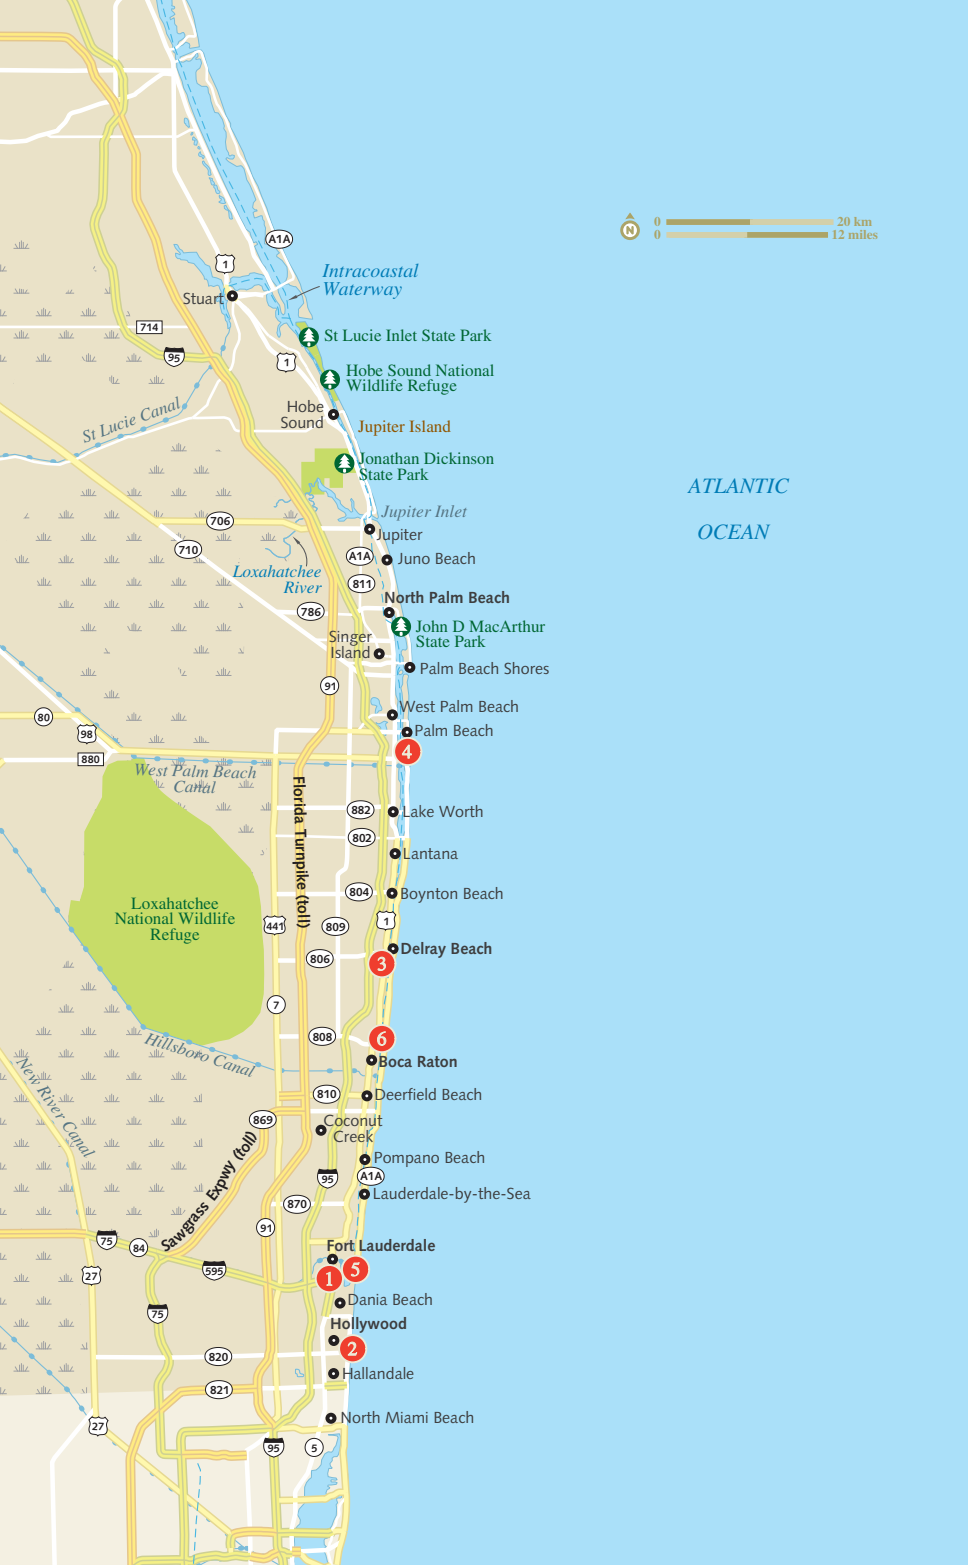 0
20 km
0
12 miles
N
A1A
1
Intracoastal
Waterway
Stuart
714
95
1
St Lucie Inlet State Park
Hobe Sound National
Wildlife Refuge
Hobe
Sound
St Lucie Canal
Jupiter Island
Jonathan Dickinson
State Park
ATLANTIC
OCEAN
Jupiter Inlet
706
Jupiter
710
A1A
Juno Beach
Loxahatchee
River
811
North Palm Beach
786
John D MacArthur
State Park
Singer
Island
Palm Beach Shores
91
West Palm Beach
80
98
Palm Beach
4
880
West Palm Beach
Canal
Florida Turnpike (toll)
882
Lake Worth
802
Lantana
804
Boynton Beach
Loxahatchee
National Wildlife
Refuge
441
809
1
Delray Beach
806
3
7
808
6
Hillsboro Canal
Boca Raton
New River Canal
810
Deerfield Beach
869
Coconut
Creek
Sawgrass Expwy (toll)
Pompano Beach
95
A1A
Lauderdale-by-the-Sea
870
91
75
84
Fort Lauderdale
27
595
1
5
75
Dania Beach
Hollywood
2
820
Hallandale
821
27
North Miami Beach
95
5